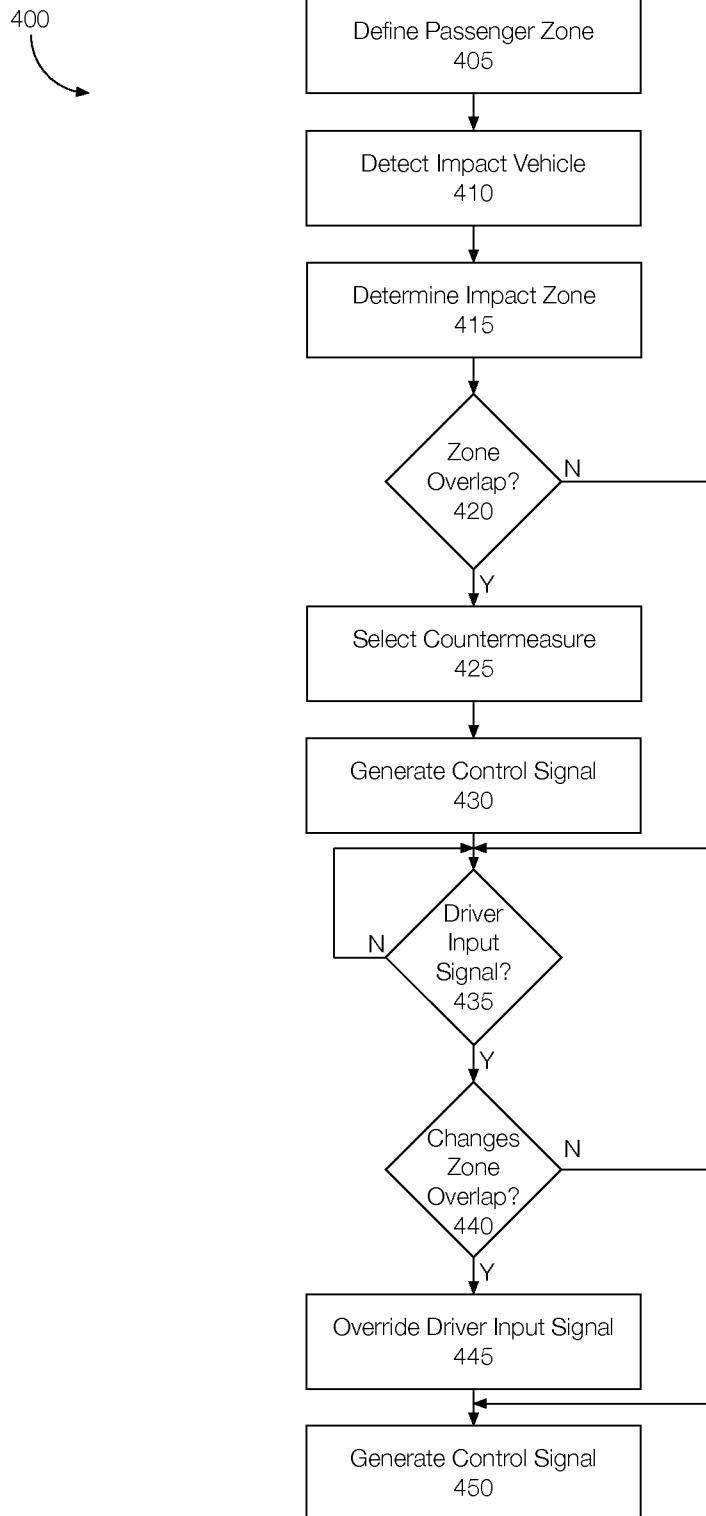 400
Define Passenger Zone
405
Detect Impact Vehicle
410
Determine Impact Zone
415
Zone
Overlap?
420
N
Y
Select Countermeasure
425
Generate Control Signal
430
Driver
Input
Signal?
435
N
Y
Changes
Zone
Overlap?
440
N
Y
Override Driver Input Signal
445
Generate Control Signal
450